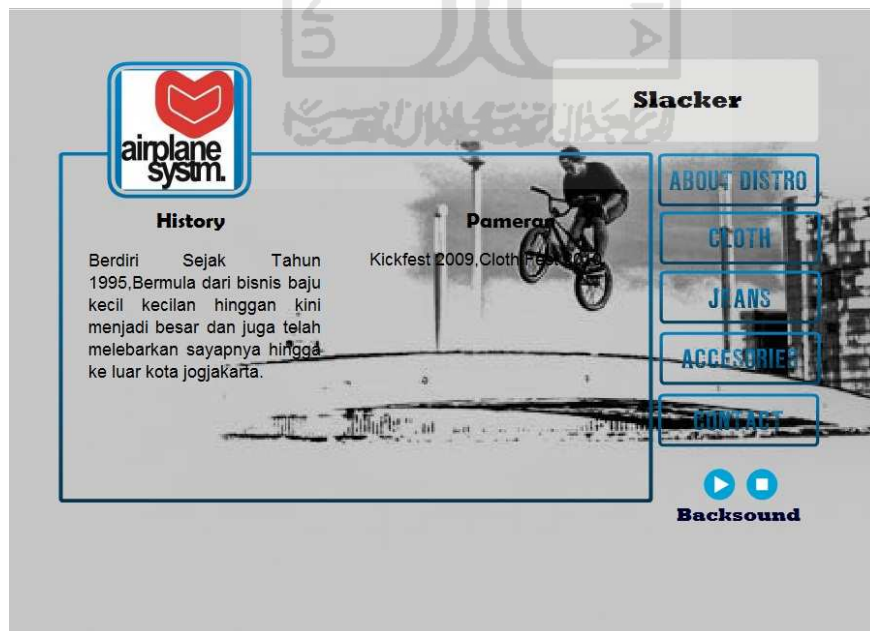 Slacker
airplane
systm.
ABOUT DISTRO
CLOTH
JEANS
ACCESORIES
CONTACT
History
Berdiri Sejak Tahun
1995,Bermula dari bisnis baju
kecil kecilan hinggan kini
menjadi besar dan juga telah
melebarkan sayapnya hingga
ke luar kota jogjakarta.
Pameran
Kickfest 2009,Cloth Fest 2010
Backsound